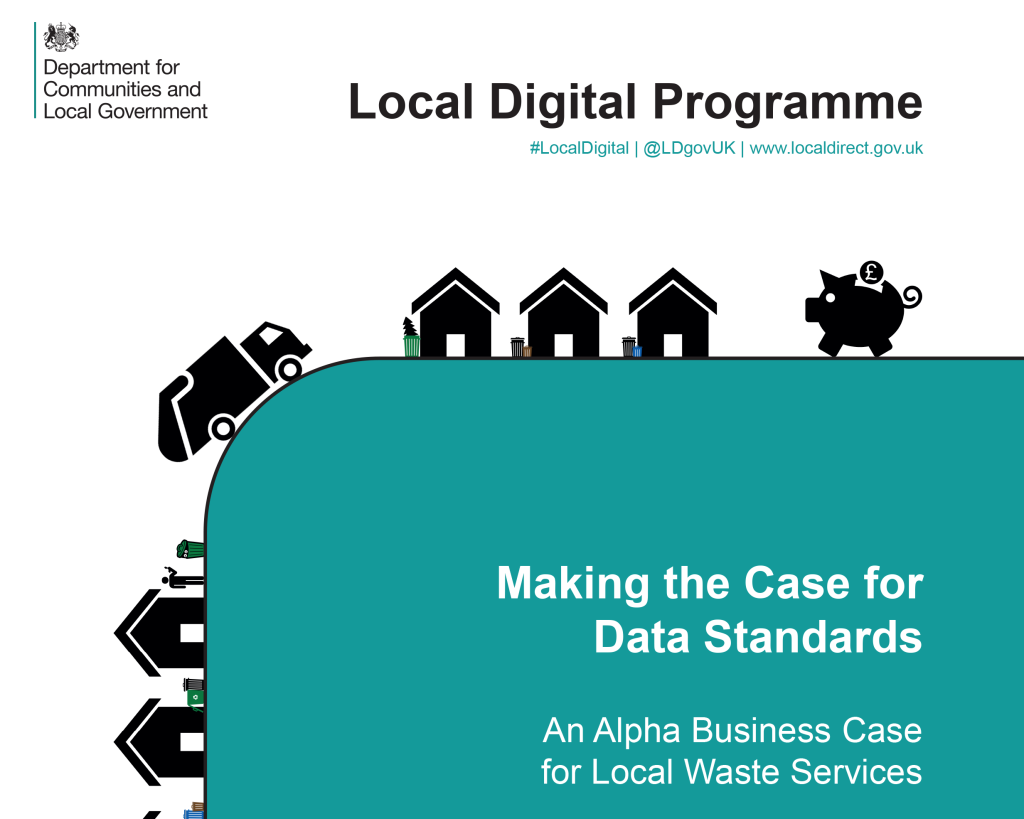 Department for
Communities and
Local Government
Local Digital Programme
#LocalDigital | @LDgovUK | www.localdirect.gov.uk
£
Making the Case for
Data Standards
An Alpha Business Case
for Local Waste Services